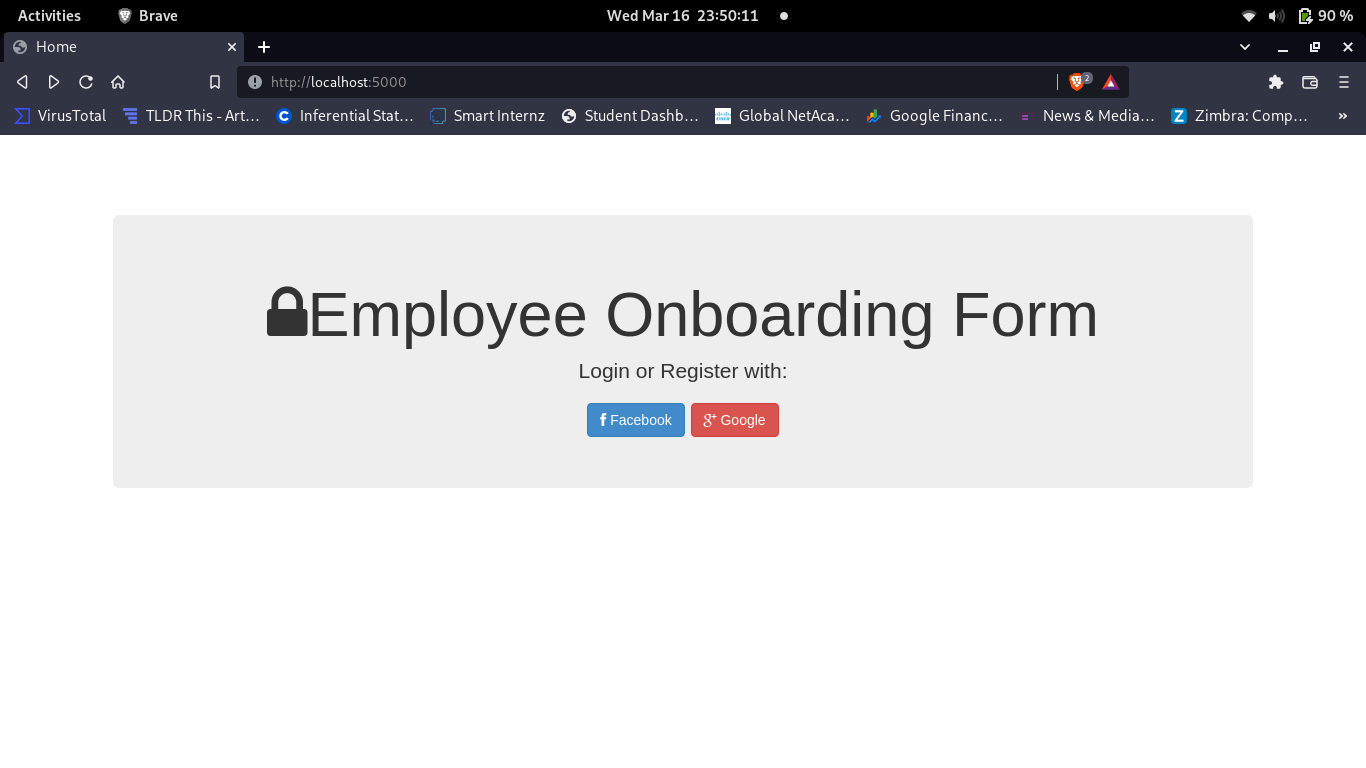 Activities Brave Wed Mar 16 23:50:11 90 %
Home
http://localhost:5000 2
VirusTotal TLDR This - Art… Inferential Stat… Smart Internz Student Dashb… Global NetAca… Google Financ… News & Media… Zimbra: Comp… »
Employee Onboarding Form
Login or Register with:
Facebook Google